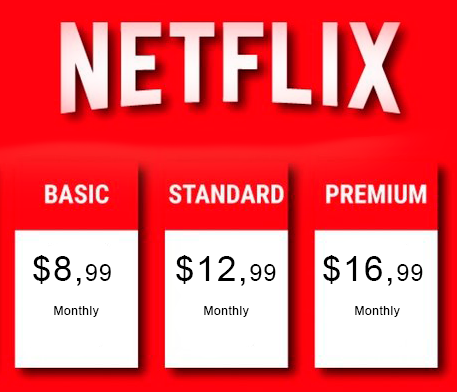 NETFLIX
BASIC STANDARD PREMIUM
$8,99 $12,99 $16,99
Monthly Monthly Monthly